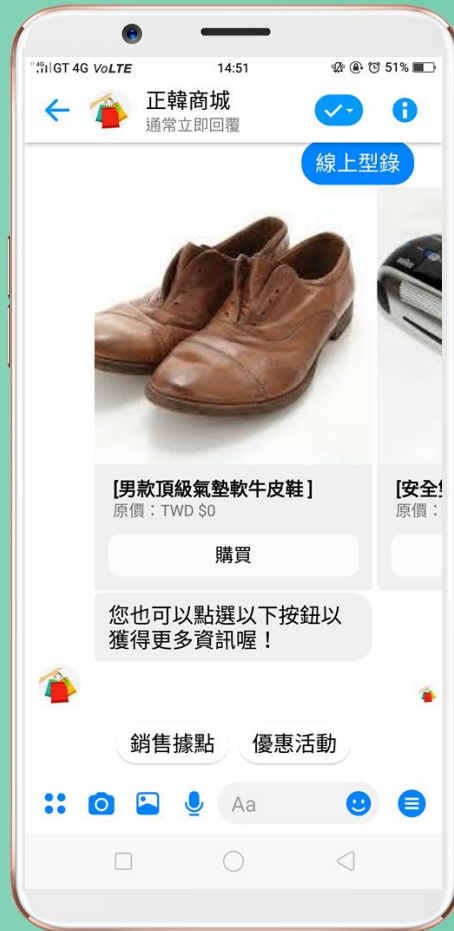 4G GT 4G VoLTE 14:51 51%
正韓商城
通常立即回覆
線上型錄
[男款頂級氣墊軟牛皮鞋]
原價：TWD $0
購買
[安全
原價：
您也可以點選以下按鈕以
獲得更多資訊喔！
銷售據點 優惠活動
Aa